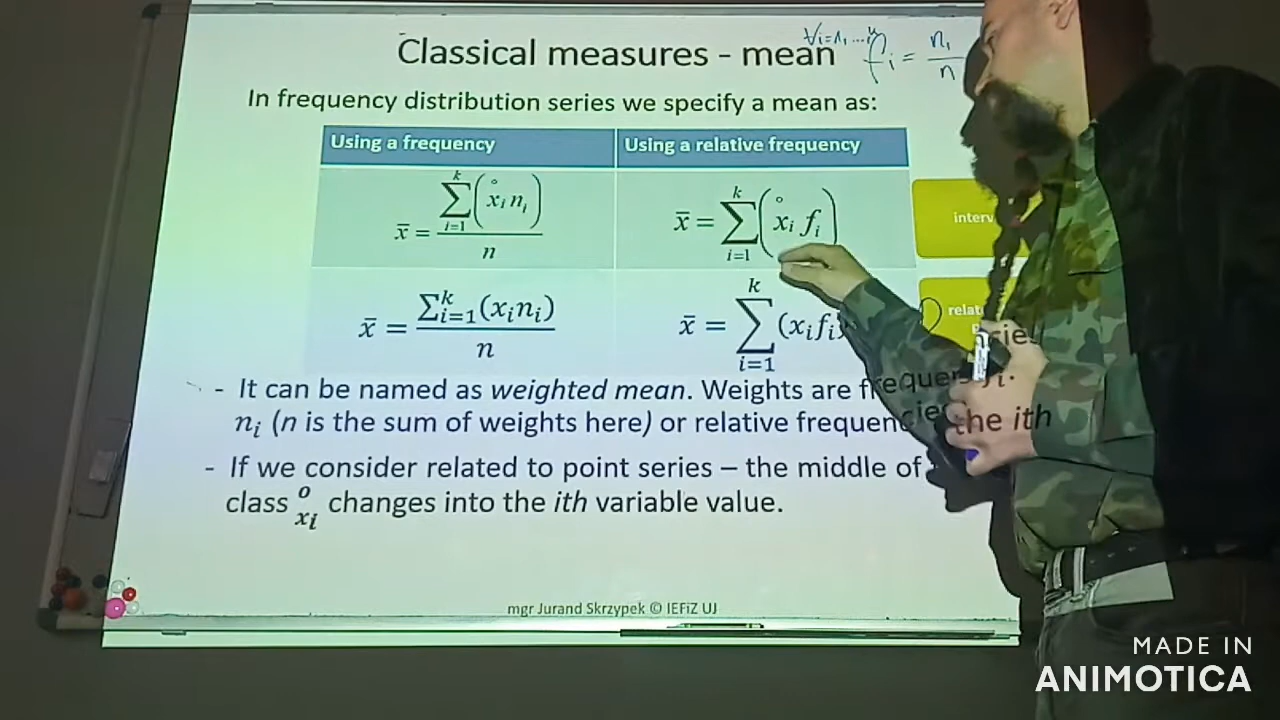 Classical measures - mean
∀i=1, ... k fi = n1 / n
In frequency distribution series we specify a mean as:
Using a frequency Using a relative frequency
x̄ = ∑_{i=1}^{k} (x̊_i n_i) / n x̄ = ∑_{i=1}^{k} (x̊_i f_i)
x̄ = ∑_{i=1}^{k} (x_i n_i) / n x̄ = ∑_{i=1}^{k} (x_i f_i)
- It can be named as weighted mean. Weights are
n_i (n is the sum of weights here) or relative the ith
- If we consider related to point series – the middle of
class x̊_i changes into the ith variable value.
mgr Jurand Skrzypek © IEFiZ UJ
MADE IN
ANIMOTICA